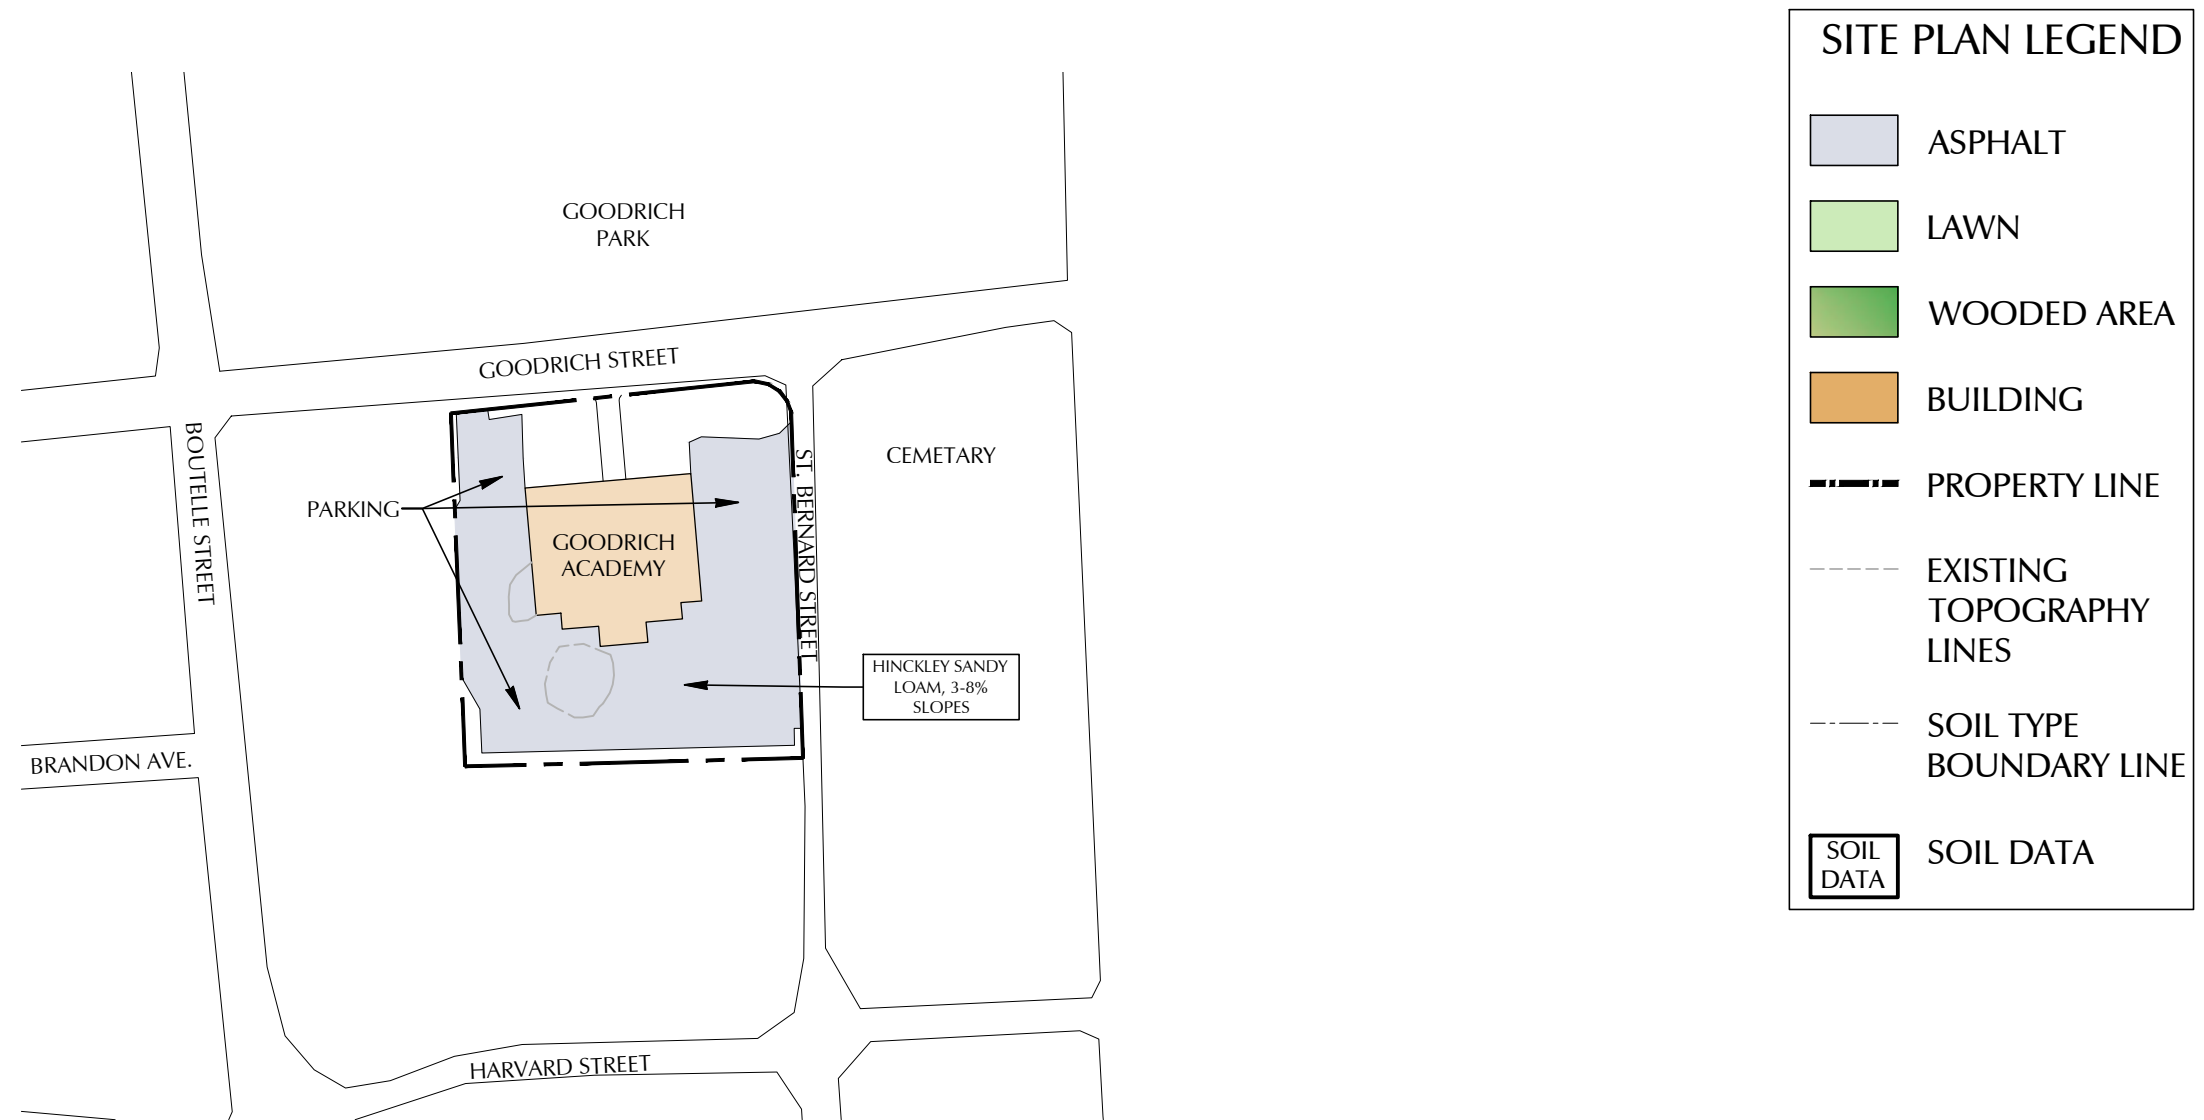 SITE PLAN LEGEND
ASPHALT
LAWN
WOODED AREA
BUILDING
PROPERTY LINE
EXISTING
TOPOGRAPHY
LINES
SOIL TYPE
BOUNDARY LINE
SOIL
DATA
SOIL DATA
GOODRICH
PARK
GOODRICH STREET
BOUTELLE STREET
PARKING
GOODRICH
ACADEMY
ST. BERNARD STREET
CEMETARY
HINCKLEY SANDY
LOAM, 3-8%
SLOPES
BRANDON AVE.
HARVARD STREET